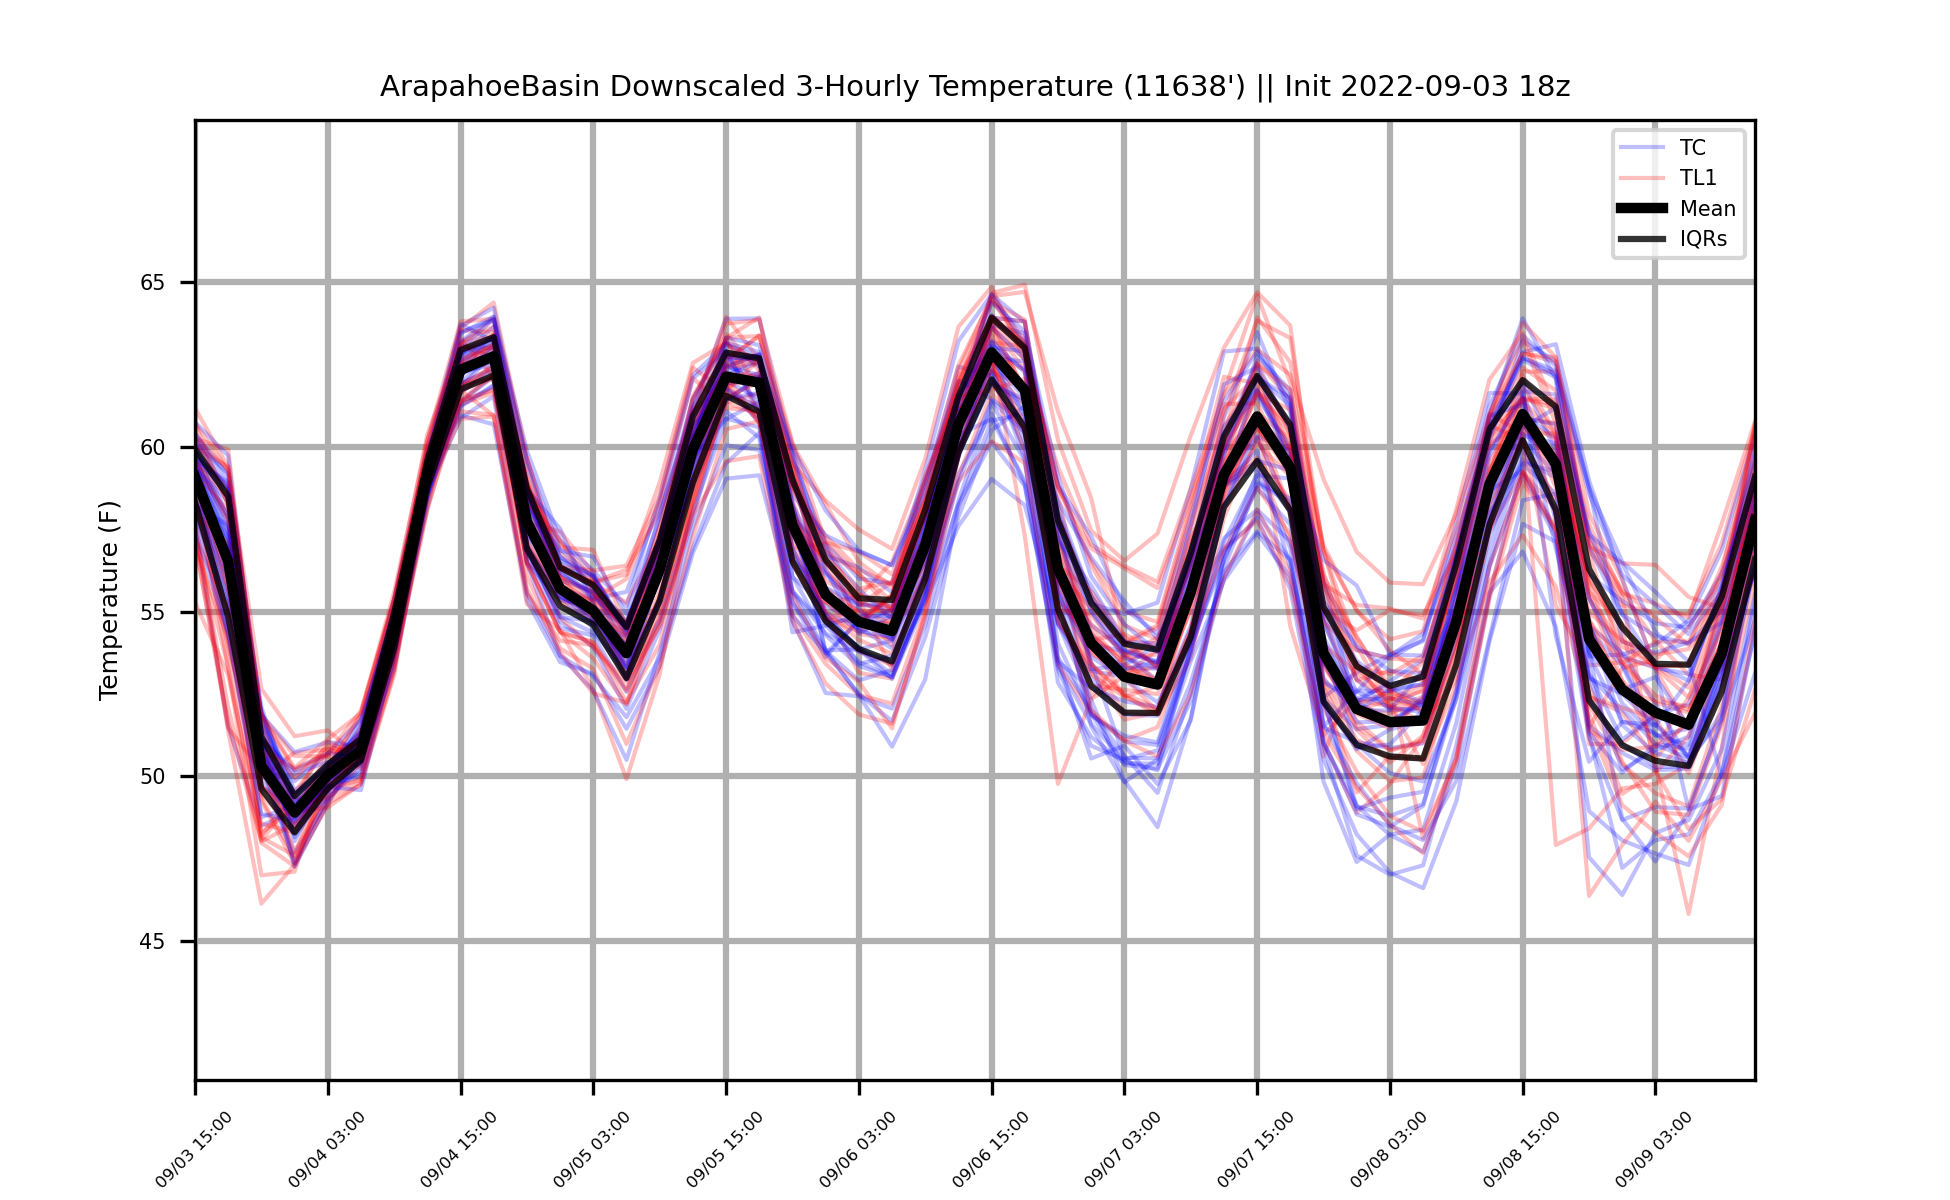 ArapahoeBasin Downscaled 3-Hourly Temperature (11638') || Init 2022-09-03 18z
TC
TL1
Mean
IQRs
Temperature (F)
65
60
55
50
45
09/03 15:00
09/04 03:00
09/04 15:00
09/05 03:00
09/05 15:00
09/06 03:00
09/06 15:00
09/07 03:00
09/07 15:00
09/08 03:00
09/08 15:00
09/09 03:00